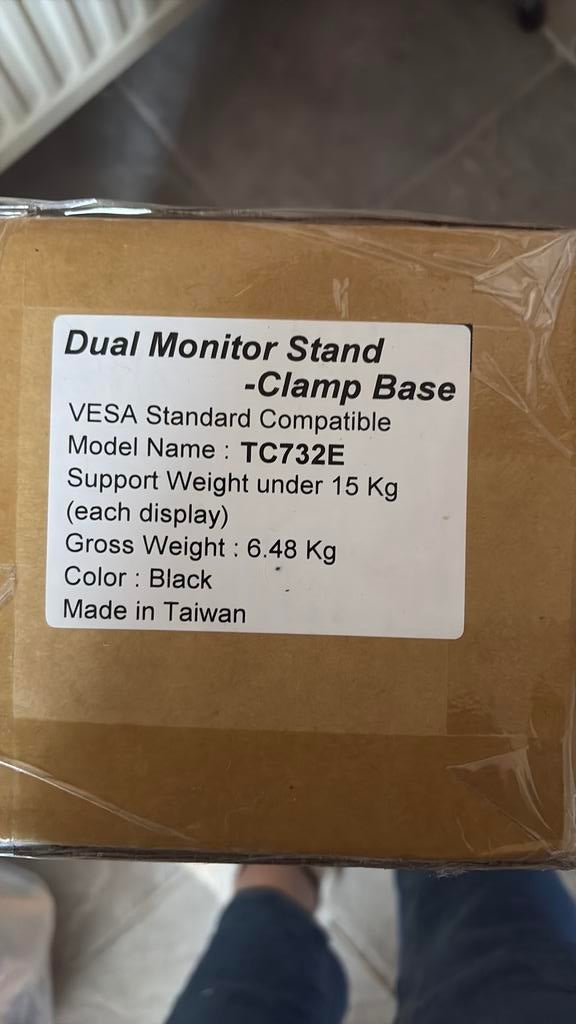 Dual Monitor Stand
-Clamp Base
VESA Standard Compatible
Model Name : TC732E
Support Weight under 15 Kg
(each display)
Gross Weight : 6.48 Kg
Color : Black
Made in Taiwan